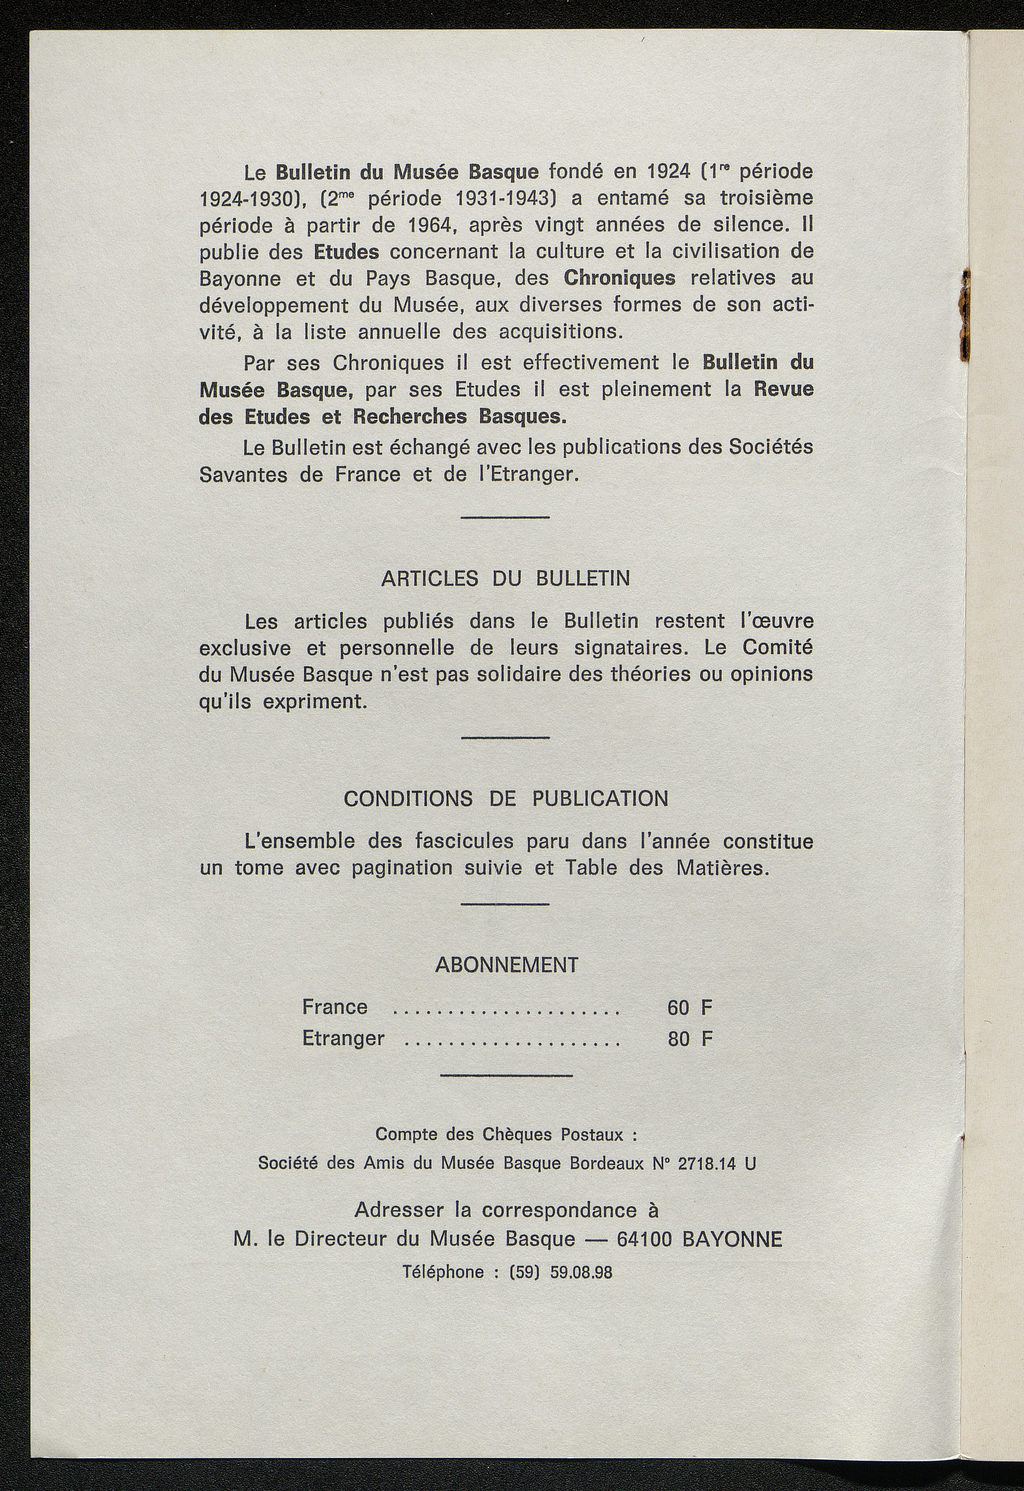 Le Bulletin du Musée Basque fondé en 1924 (1re période
1924-1930), (2me période 1931-1943) a entamé sa troisième
période à partir de 1964, après vingt années de silence. Il
publie des Etudes concernant la culture et la civilisation de
Bayonne et du Pays Basque, des Chroniques relatives au
développement du Musée, aux diverses formes de son acti-
vité, à la liste annuelle des acquisitions.
Par ses Chroniques il est effectivement le Bulletin du
Musée Basque, par ses Etudes il est pleinement la Revue
des Etudes et Recherches Basques.
Le Bulletin est échangé avec les publications des Sociétés
Savantes de France et de l'Etranger.
ARTICLES DU BULLETIN
Les articles publiés dans le Bulletin restent l'œuvre
exclusive et personnelle de leurs signataires. Le Comité
du Musée Basque n'est pas solidaire des théories ou opinions
qu'ils expriment.
CONDITIONS DE PUBLICATION
L'ensemble des fascicules paru dans l'année constitue
un tome avec pagination suivie et Table des Matières.
ABONNEMENT
France ..................... 60 F
Etranger .................... 80 F
Compte des Chèques Postaux :
Société des Amis du Musée Basque Bordeaux N° 2718.14 U
Adresser la correspondance à
M. le Directeur du Musée Basque — 64100 BAYONNE
Téléphone : (59) 59.08.98